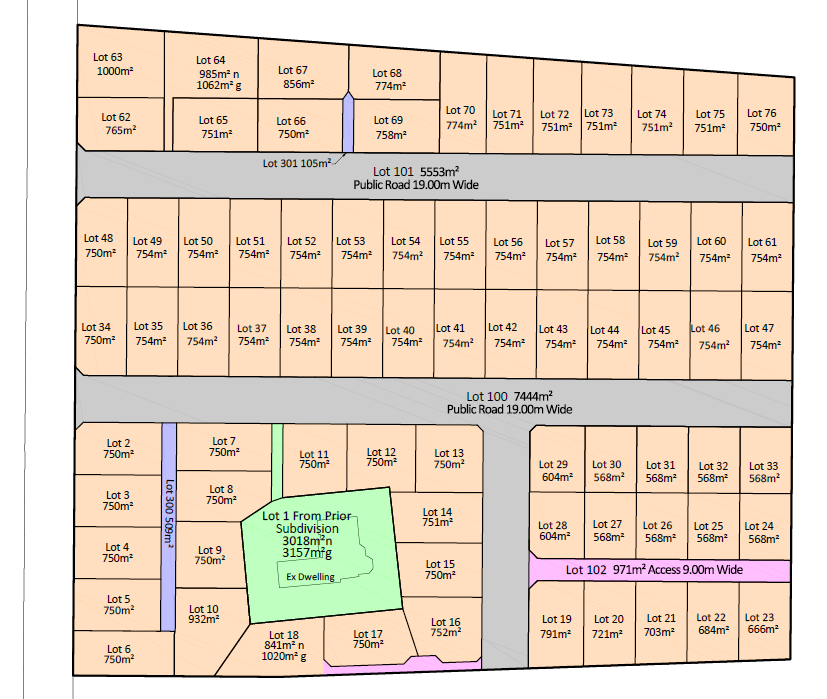 Lot 63
1000m²
Lot 64
985m² n
1062m² g
Lot 67
856m²
Lot 68
774m²
Lot 62
765m²
Lot 65
751m²
Lot 66
750m²
Lot 69
758m²
Lot 70
774m²
Lot 71
751m²
Lot 72
751m²
Lot 73
751m²
Lot 74
751m²
Lot 75
751m²
Lot 76
750m²
Lot 301 105m²
Lot 101 5553m²
Public Road 19.00m Wide
Lot 48
750m²
Lot 49
754m²
Lot 50
754m²
Lot 51
754m²
Lot 52
754m²
Lot 53
754m²
Lot 54
754m²
Lot 55
754m²
Lot 56
754m²
Lot 57
754m²
Lot 58
754m²
Lot 59
754m²
Lot 60
754m²
Lot 61
754m²
Lot 34
750m²
Lot 35
754m²
Lot 36
754m²
Lot 37
754m²
Lot 38
754m²
Lot 39
754m²
Lot 40
754m²
Lot 41
754m²
Lot 42
754m²
Lot 43
754m²
Lot 44
754m²
Lot 45
754m²
Lot 46
754m²
Lot 47
754m²
Lot 100 7444m²
Public Road 19.00m Wide
Lot 2
750m²
Lot 3
750m²
Lot 4
750m²
Lot 5
750m²
Lot 6
750m²
Lot 300 509m²
Lot 7
750m²
Lot 8
750m²
Lot 9
750m²
Lot 10
932m²
Lot 11
750m²
Lot 12
750m²
Lot 13
750m²
Lot 1 From Prior
Subdivision
3018m²n
3157m²g
Ex Dwelling
Lot 14
751m²
Lot 15
750m²
Lot 16
752m²
Lot 17
750m²
Lot 18
841m² n
1020m² g
Lot 29
604m²
Lot 30
568m²
Lot 31
568m²
Lot 32
568m²
Lot 33
568m²
Lot 28
604m²
Lot 27
568m²
Lot 26
568m²
Lot 25
568m²
Lot 24
568m²
Lot 102 971m² Access 9.00m Wide
Lot 19
791m²
Lot 20
721m²
Lot 21
703m²
Lot 22
684m²
Lot 23
666m²